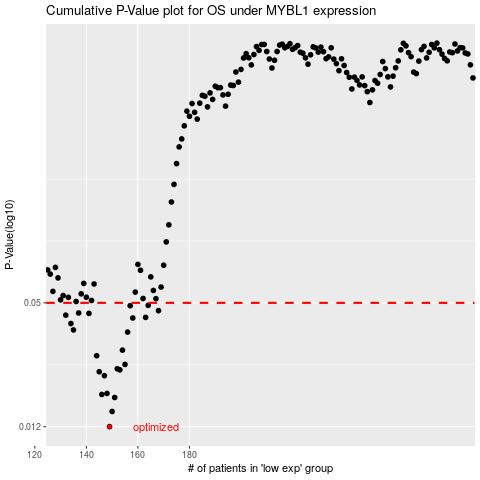 Cumulative P-Value plot for OS under MYBL1 expression
P-Value(log10)
0.05
0.012
optimized
120 140 160 180
# of patients in 'low exp' group